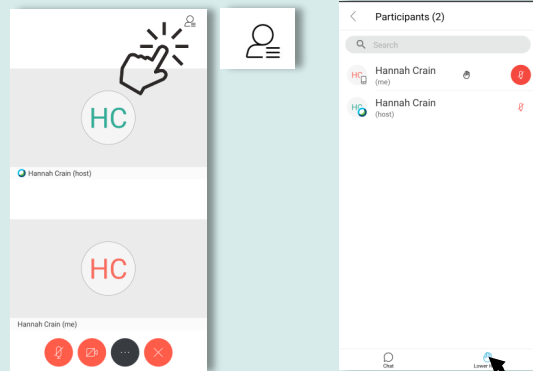 HC
Hannah Crain (host)
HC
Hannah Crain (me)
Participants (2)
Search
HC
Hannah Crain
(me)
HC
Hannah Crain
(host)
Chat
Lower